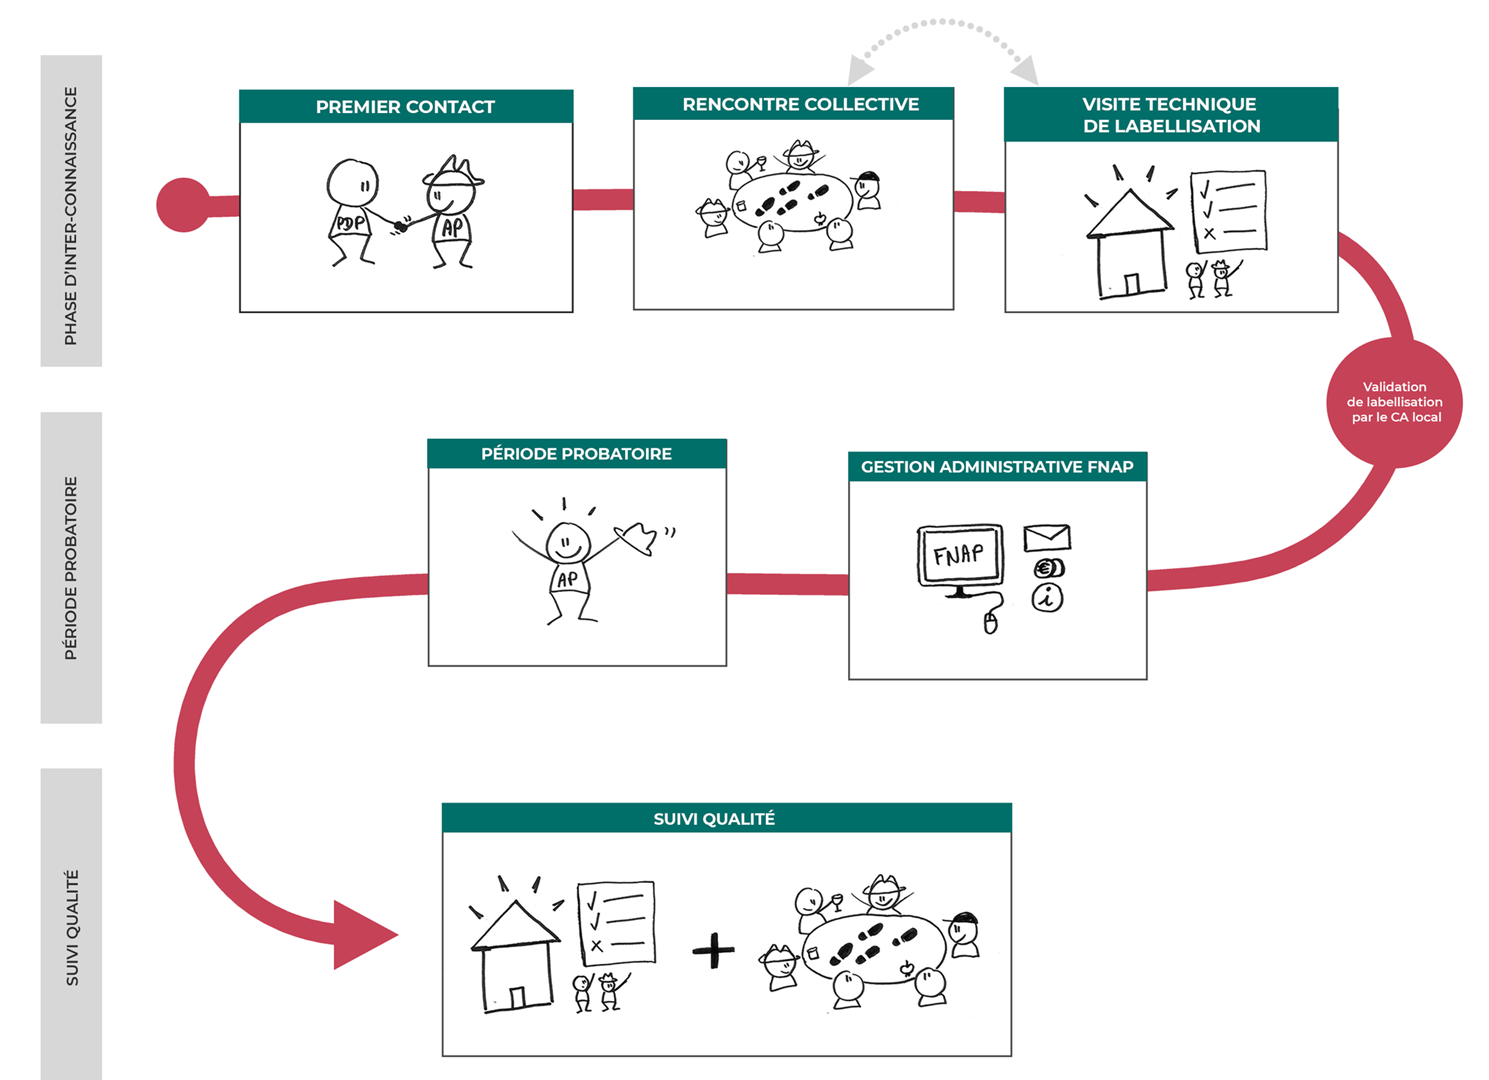 PHASE D'INTER-CONNAISSANCE
PREMIER CONTACT
PDP
AP
RENCONTRE COLLECTIVE
VISITE TECHNIQUE
DE LABELLISATION
Validation
de labellisation
par le CA local
PÉRIODE PROBATOIRE
PÉRIODE PROBATOIRE
AP
GESTION ADMINISTRATIVE FNAP
FNAP
€
i
SUIVI QUALITÉ
SUIVI QUALITÉ
+